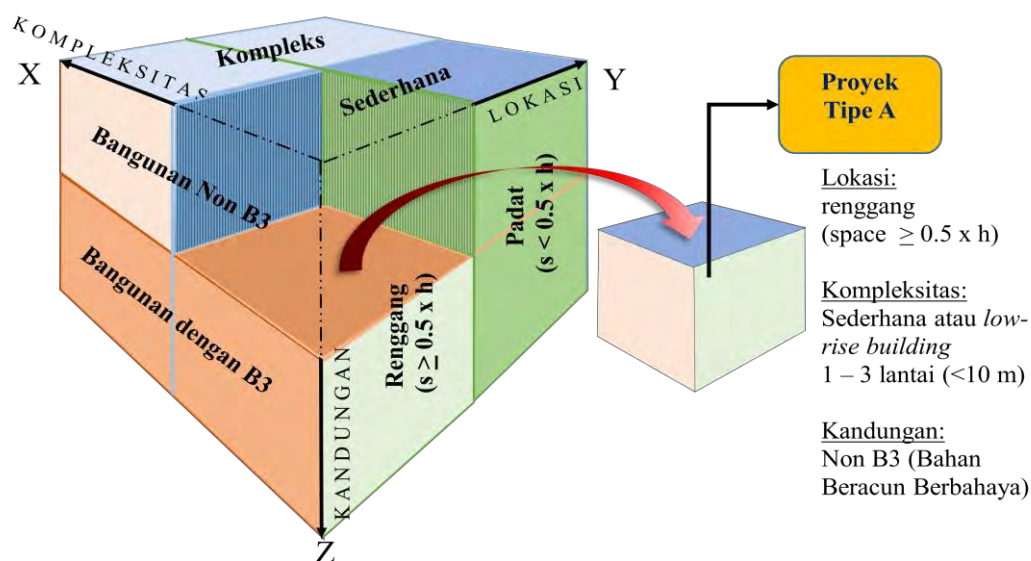 KOMPLEKSITAS
X
Kompleks
Sederhana
LOKASI
Y
Bangunan Non B3
Bangunan dengan B3
Padat
(s < 0.5 x h)
Renggang
(s ≥ 0.5 x h)
KANDUNGAN
Z
Proyek
Tipe A
Lokasi:
renggang
(space ≥ 0.5 x h)
Kompleksitas:
Sederhana atau low-
rise building
1 – 3 lantai (<10 m)
Kandungan:
Non B3 (Bahan
Beracun Berbahaya)